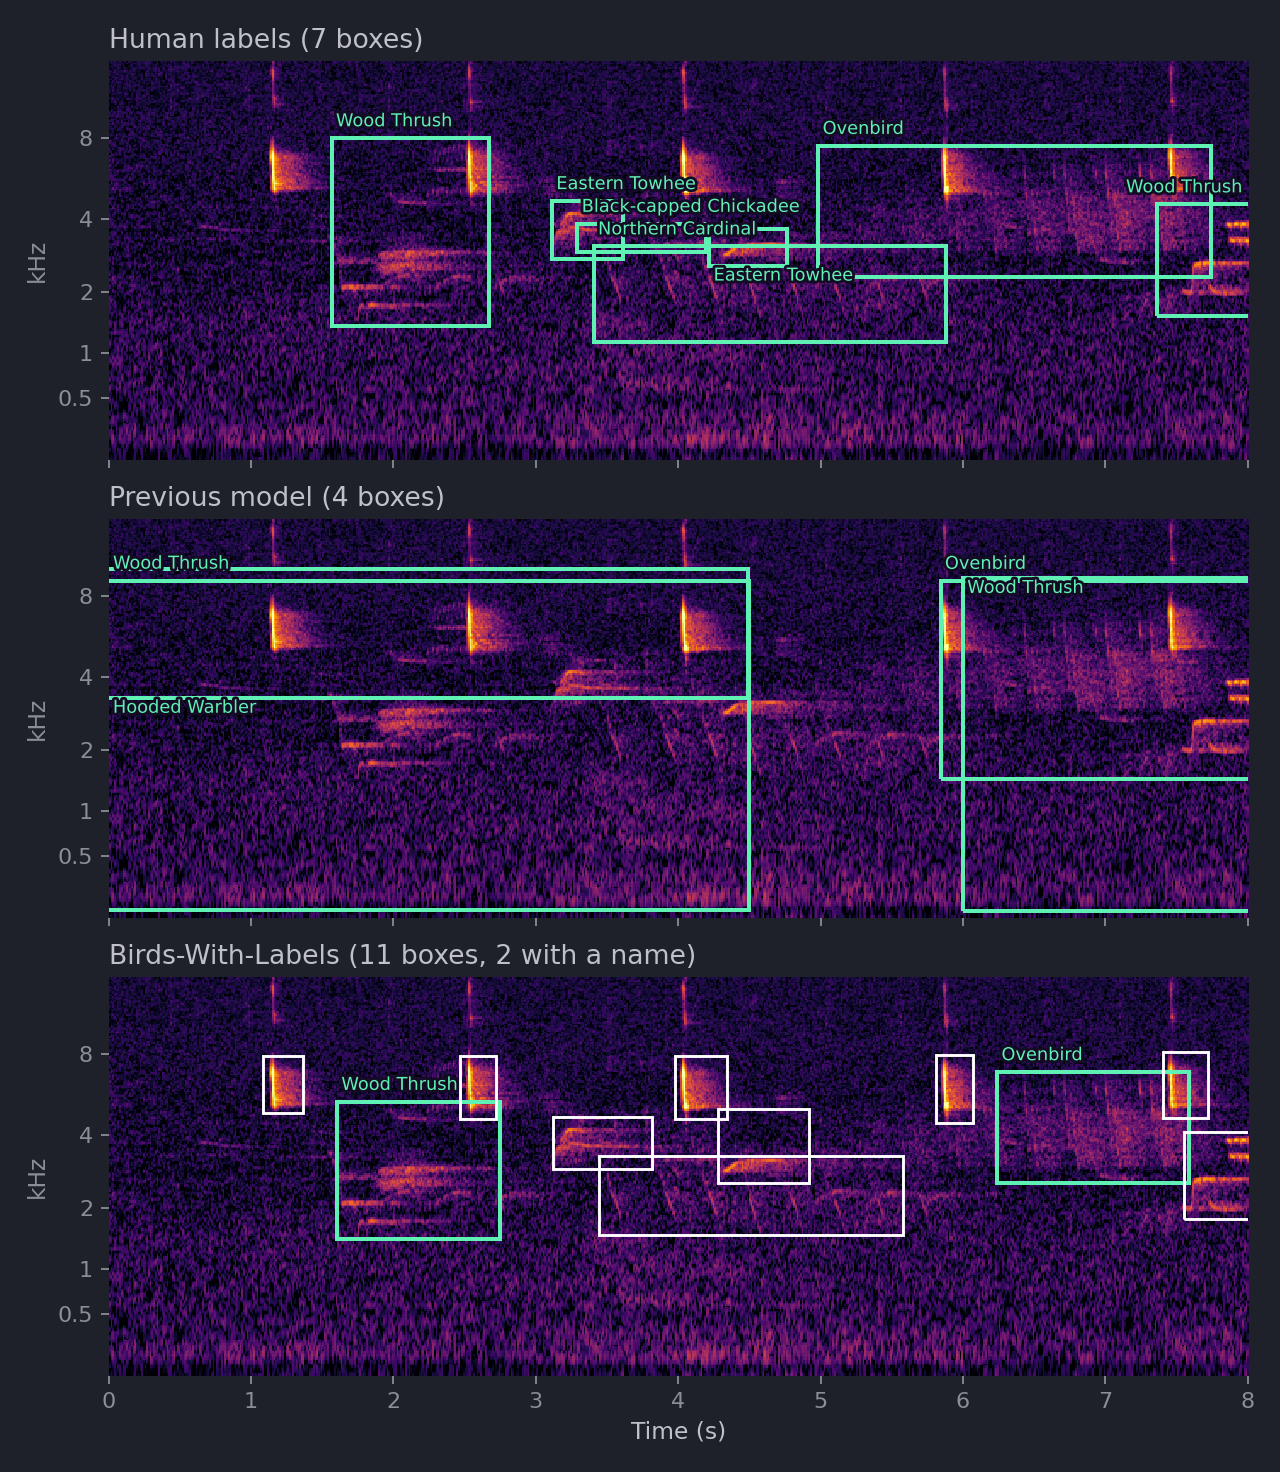 Human labels (7 boxes)
Wood Thrush
Ovenbird
Eastern Towhee
Wood Thrush
Black-capped Chickadee
Northern Cardinal
Eastern Towhee
8
4
2
1
0.5
kHz
Previous model (4 boxes)
Wood Thrush
Ovenbird
Wood Thrush
Hooded Warbler
8
4
2
1
0.5
kHz
Birds-With-Labels (11 boxes, 2 with a name)
Ovenbird
Wood Thrush
8
4
2
1
0.5
kHz
0 1 2 3 4 5 6 7 8
Time (s)